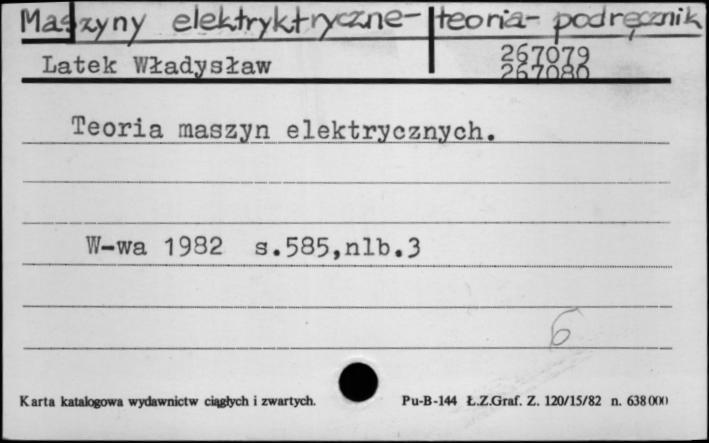 Maszyny elektryktryczne- teoria- podręcznik
Latek Władysław 267079
267080
Teoria maszyn elektrycznych.
W-wa 1982 s.585,nlb.3
6
Karta katalogowa wydawnictw ciągłych i zwartych. Pu-B-144 Ł.Z.Graf. Z. 120/15/82 n. 638000